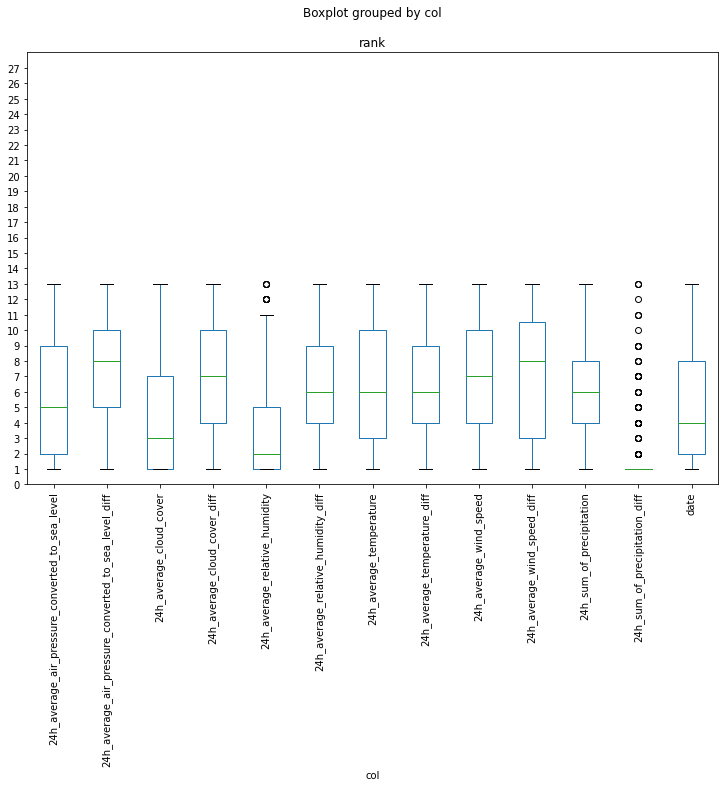 Boxplot grouped by col
rank
27
26
25
24
23
22
21
20
19
18
17
16
15
14
13
12
11
10
9
8
7
6
5
4
3
2
1
0
24h_average_air_pressure_converted_to_sea_level
24h_average_air_pressure_converted_to_sea_level_diff
24h_average_cloud_cover
24h_average_cloud_cover_diff
24h_average_relative_humidity
24h_average_relative_humidity_diff
24h_average_temperature
24h_average_temperature_diff
24h_average_wind_speed
24h_average_wind_speed_diff
24h_sum_of_precipitation
24h_sum_of_precipitation_diff
date
col